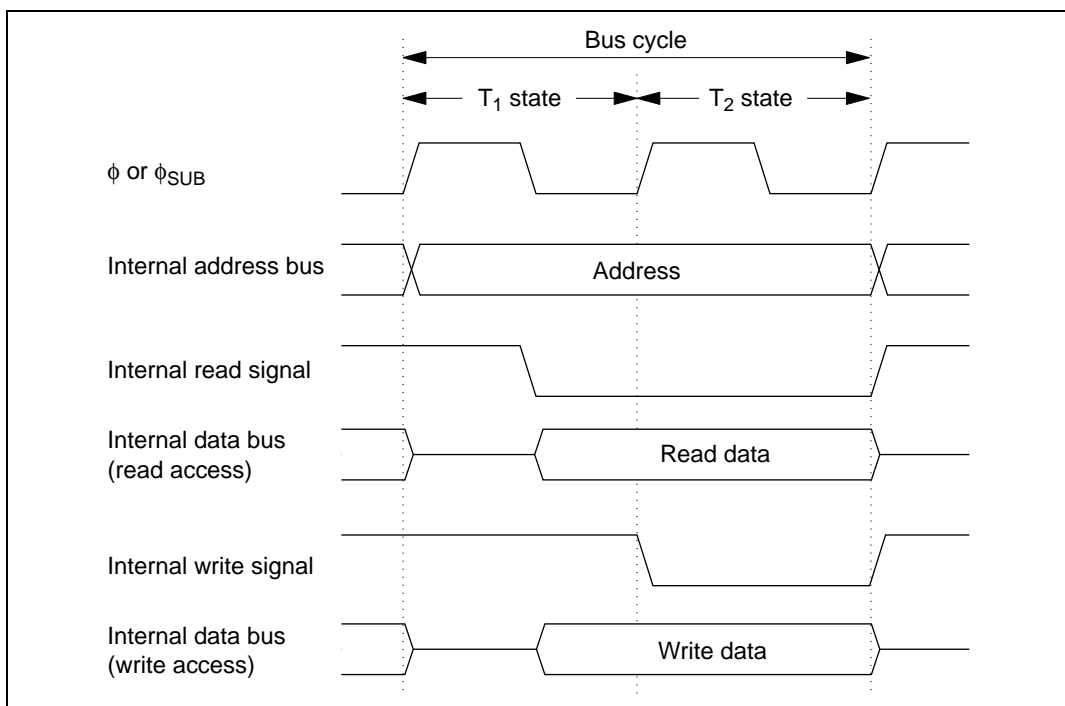 Bus cycle
T₁ state
T₂ state
ϕ or ϕSUB
Internal address bus
Address
Internal read signal
Internal data bus
(read access)
Read data
Internal write signal
Internal data bus
(write access)
Write data